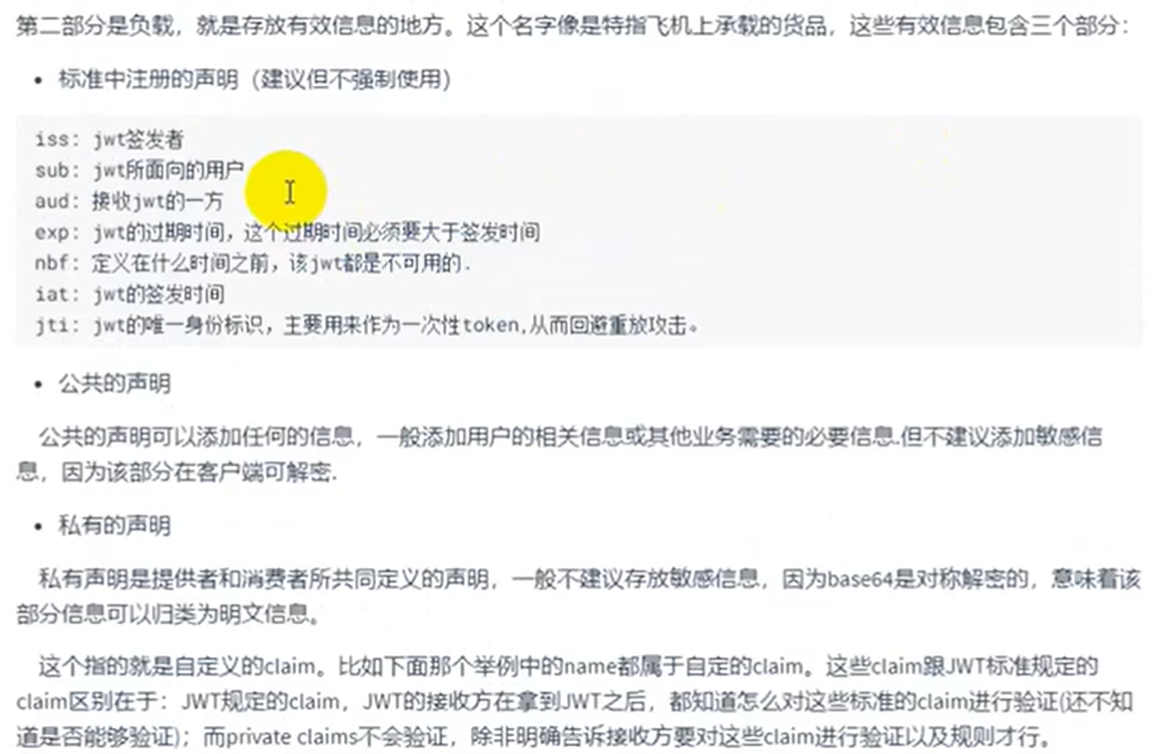 第二部分是负载，就是存放有效信息的地方。这个名字像是特指飞机上承载的货品，这些有效信息包含三个部分：
• 标准中注册的声明（建议但不强制使用）
iss: jwt签发者
sub: jwt所面向的用户
aud: 接收jwt的一方
exp: jwt的过期时间，这个过期时间必须要大于签发时间
nbf: 定义在什么时间之前，该jwt都是不可用的.
iat: jwt的签发时间
jti: jwt的唯一身份标识，主要用来作为一次性token,从而回避重放攻击。
• 公共的声明
公共的声明可以添加任何的信息，一般添加用户的相关信息或其他业务需要的必要信息.但不建议添加敏感信
息，因为该部分在客户端可解密.
• 私有的声明
私有声明是提供者和消费者所共同定义的声明，一般不建议存放敏感信息，因为base64是对称解密的，意味着该
部分信息可以归类为明文信息。
这个指的就是自定义的claim。比如下面那个举例中的name都属于自定的claim。这些claim跟JWT标准规定的
claim区别在于：JWT规定的claim，JWT的接收方在拿到JWT之后，都知道怎么对这些标准的claim进行验证(还不知
道是否能够验证)；而private claims不会验证，除非明确告诉接收方要对这些claim进行验证以及规则才行。